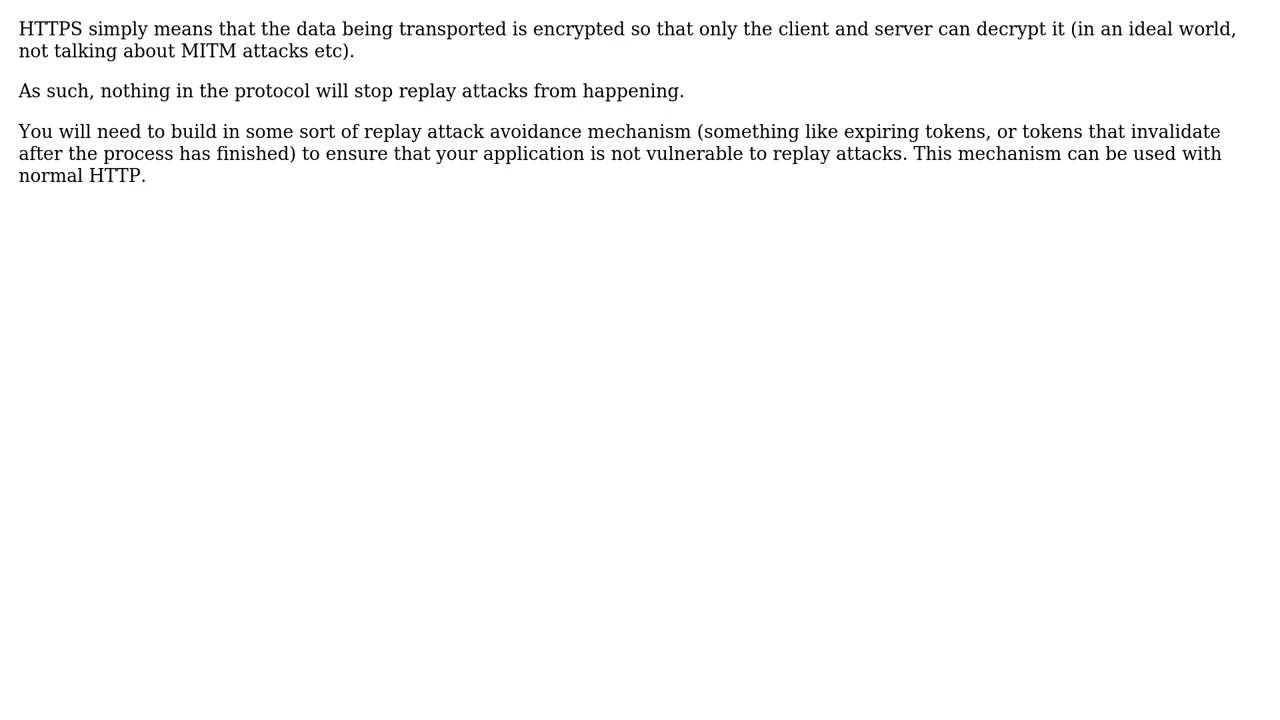 HTTPS simply means that the data being transported is encrypted so that only the client and server can decrypt it (in an ideal world,
not talking about MITM attacks etc).
As such, nothing in the protocol will stop replay attacks from happening.
You will need to build in some sort of replay attack avoidance mechanism (something like expiring tokens, or tokens that invalidate
after the process has finished) to ensure that your application is not vulnerable to replay attacks. This mechanism can be used with
normal HTTP.